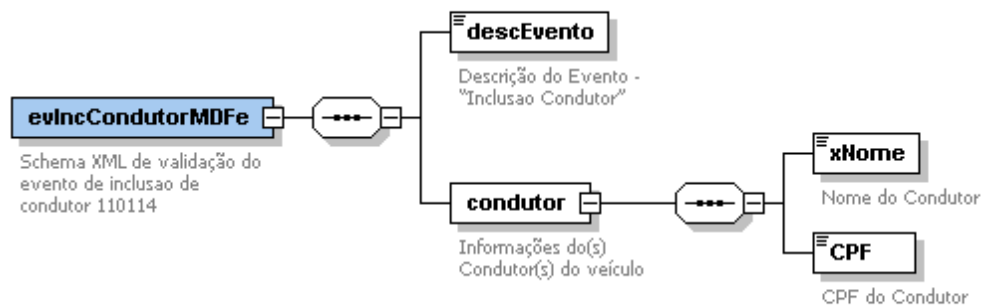 descEvento
Descrição do Evento -
"Inclusao Condutor"
evIncCondutorMDFe
Schema XML de validação do
evento de inclusao de
condutor 110114
xNome
Nome do Condutor
condutor
Informações do(s)
Condutor(s) do veículo
CPF
CPF do Condutor